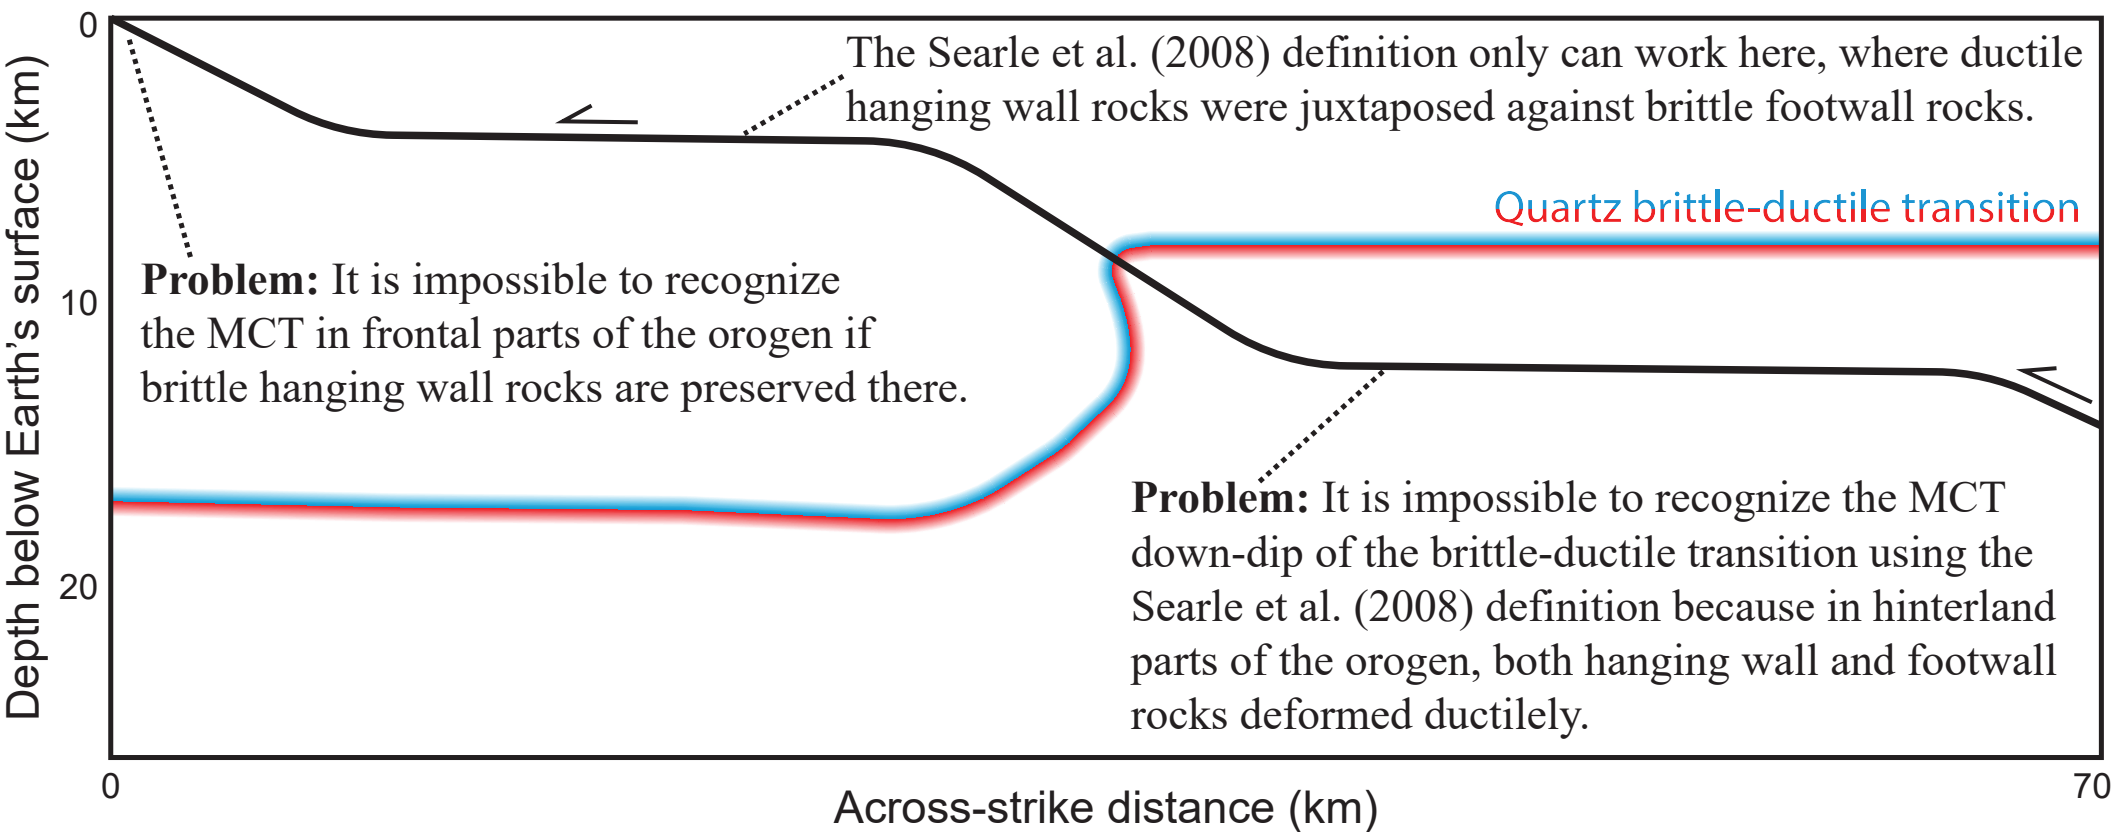 Depth below Earth's surface (km)
0
10
20
The Searle et al. (2008) definition only can work here, where ductile
hanging wall rocks were juxtaposed against brittle footwall rocks.
Quartz brittle-ductile transition
Problem: It is impossible to recognize
the MCT in frontal parts of the orogen if
brittle hanging wall rocks are preserved there.
Problem: It is impossible to recognize the MCT
down-dip of the brittle-ductile transition using the
Searle et al. (2008) definition because in hinterland
parts of the orogen, both hanging wall and footwall
rocks deformed ductilely.
0
70
Across-strike distance (km)